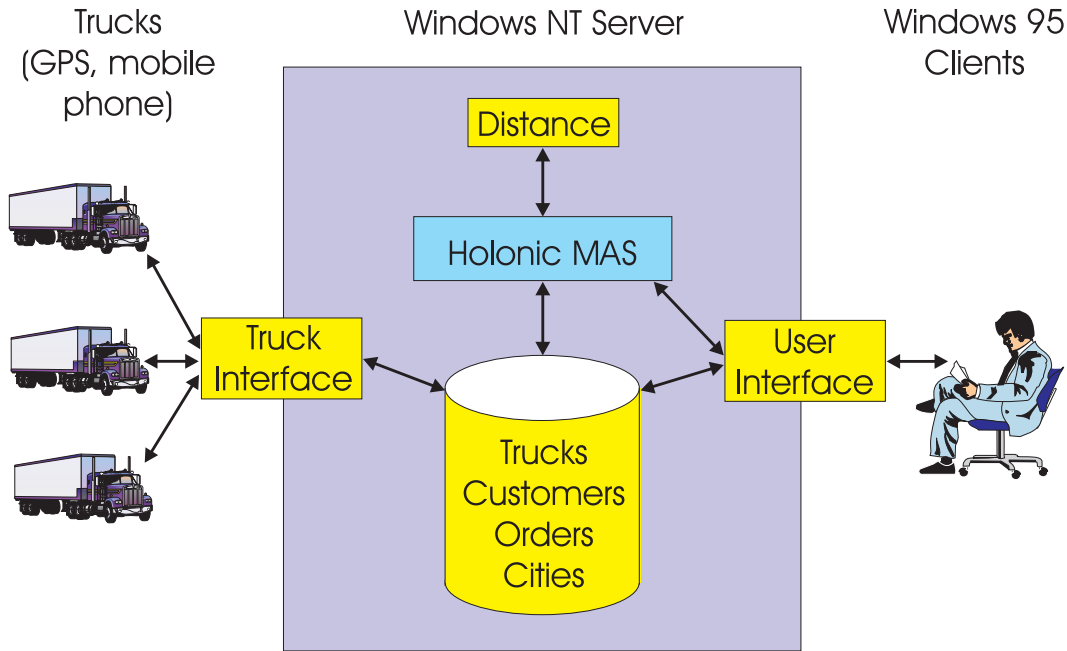 Trucks
(GPS, mobile
phone)
Windows NT Server
Windows 95
Clients
Distance
Holonic MAS
Truck
Interface
User
Interface
Trucks
Customers
Orders
Cities